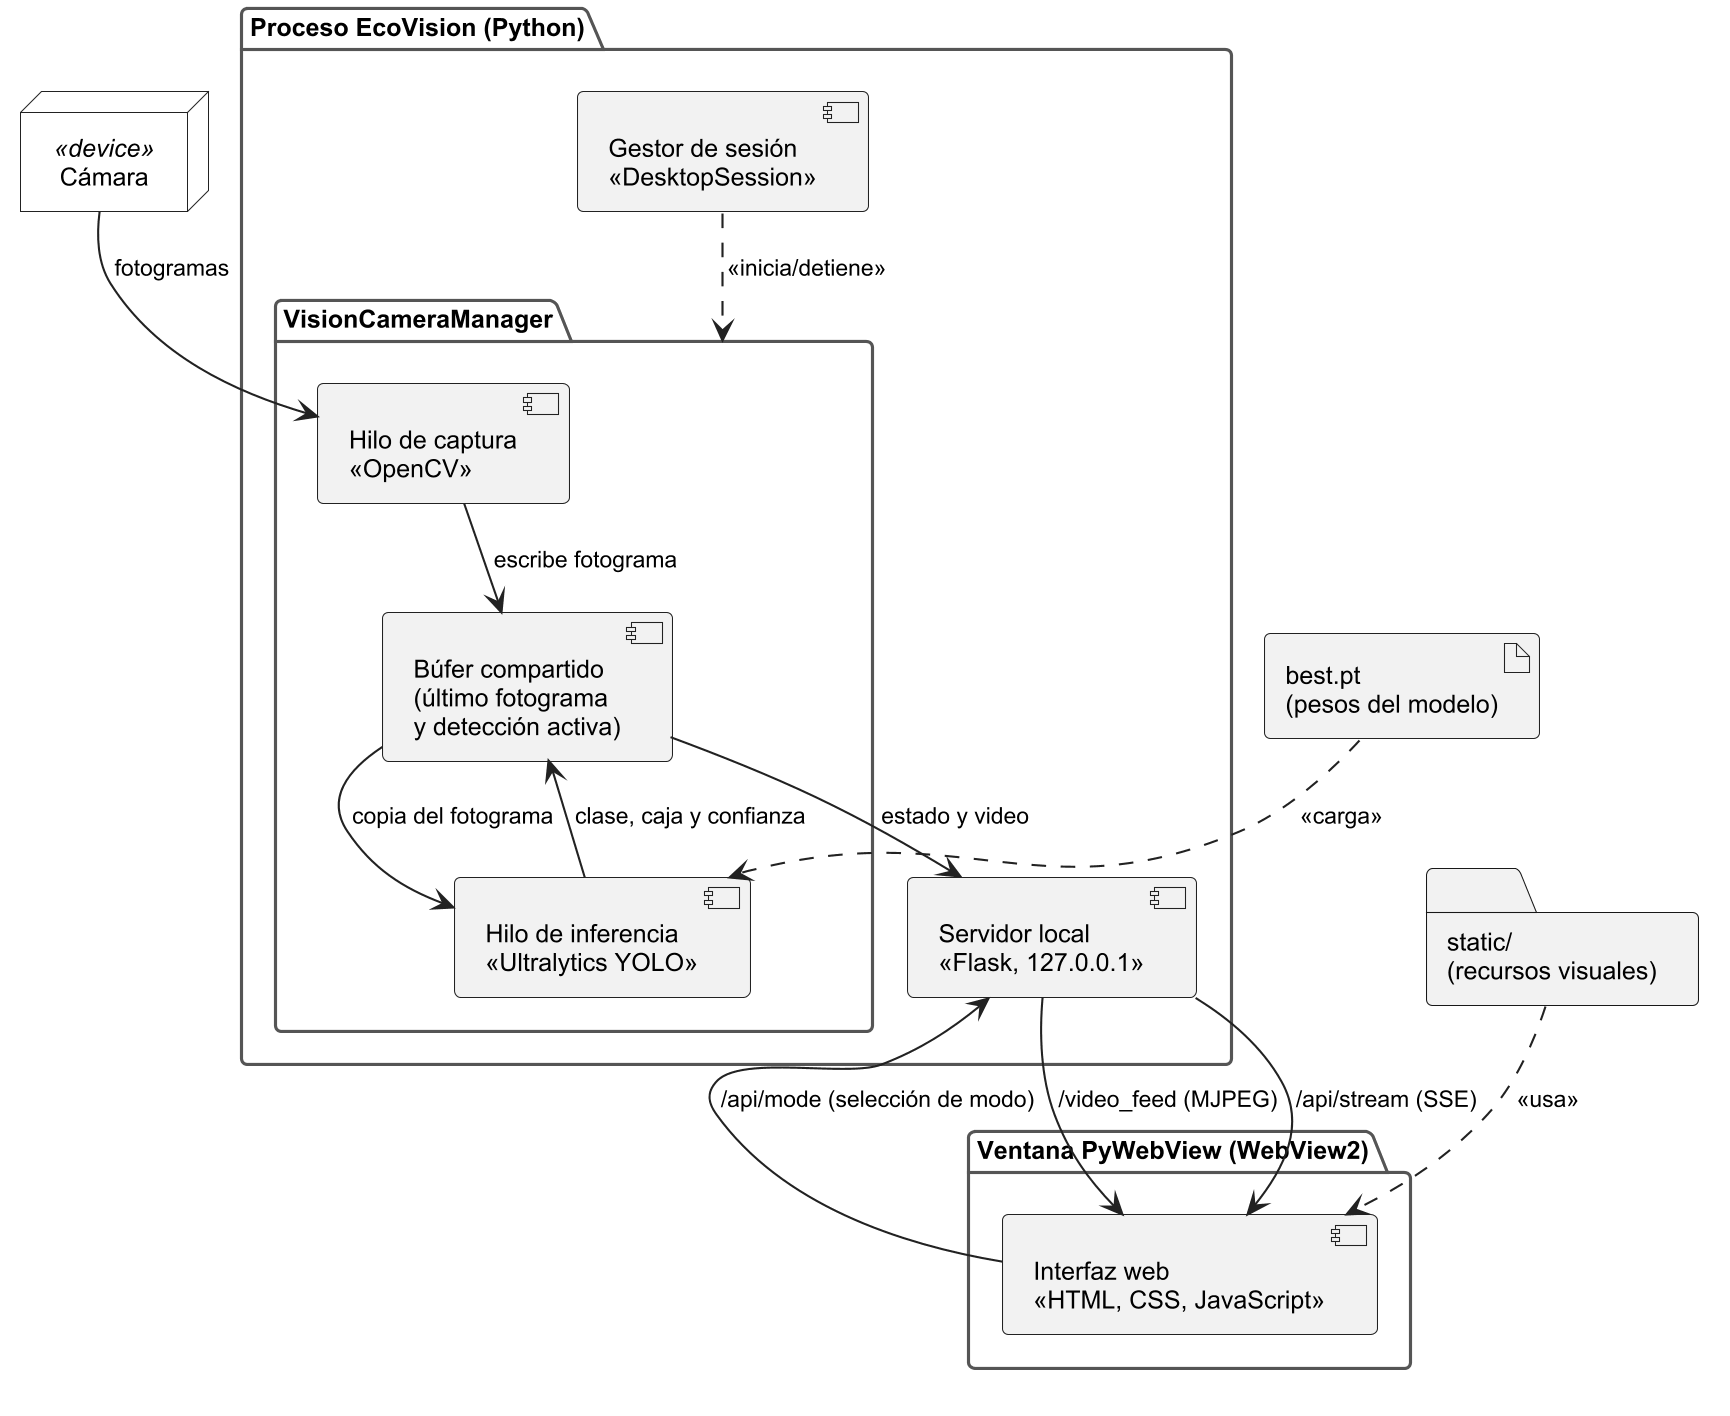 Proceso EcoVision (Python)
«device»
Cámara
Gestor de sesión
«DesktopSession»
fotogramas
«inicia/detiene»
VisionCameraManager
Hilo de captura
«OpenCV»
escribe fotograma
Búfer compartido
(último fotograma
y detección activa)
best.pt
(pesos del modelo)
copia del fotograma
clase, caja y confianza
estado y video
«carga»
Hilo de inferencia
«Ultralytics YOLO»
Servidor local
«Flask, 127.0.0.1»
static/
(recursos visuales)
/api/mode (selección de modo)
/video_feed (MJPEG)
/api/stream (SSE)
«usa»
Ventana PyWebView (WebView2)
Interfaz web
«HTML, CSS, JavaScript»